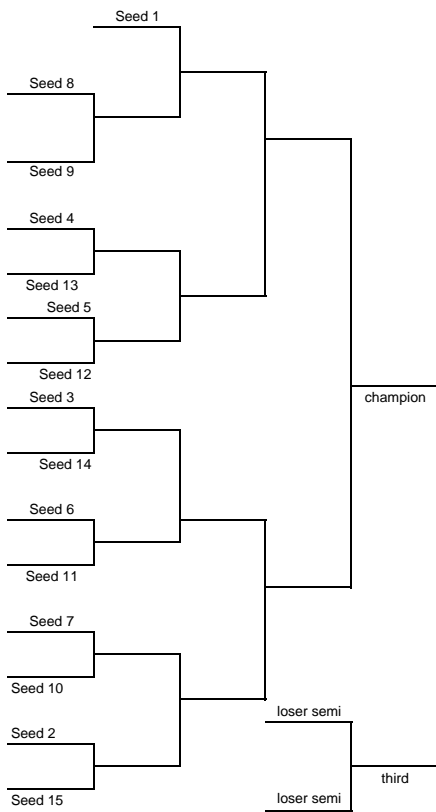 Seed 1
Seed 8
Seed 9
Seed 4
Seed 13
Seed 5
Seed 12
champion
Seed 3
Seed 14
Seed 6
Seed 11
Seed 7
Seed 10
loser semi
Seed 2
third
Seed 15
loser semi